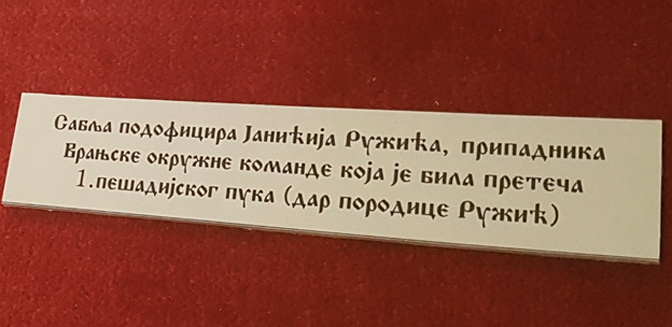 Сабља подофицира Јанићија Ружића, припадника
Врањске окружне команде која је била претеча
1.пешадијског пука (дар породице Ружић)